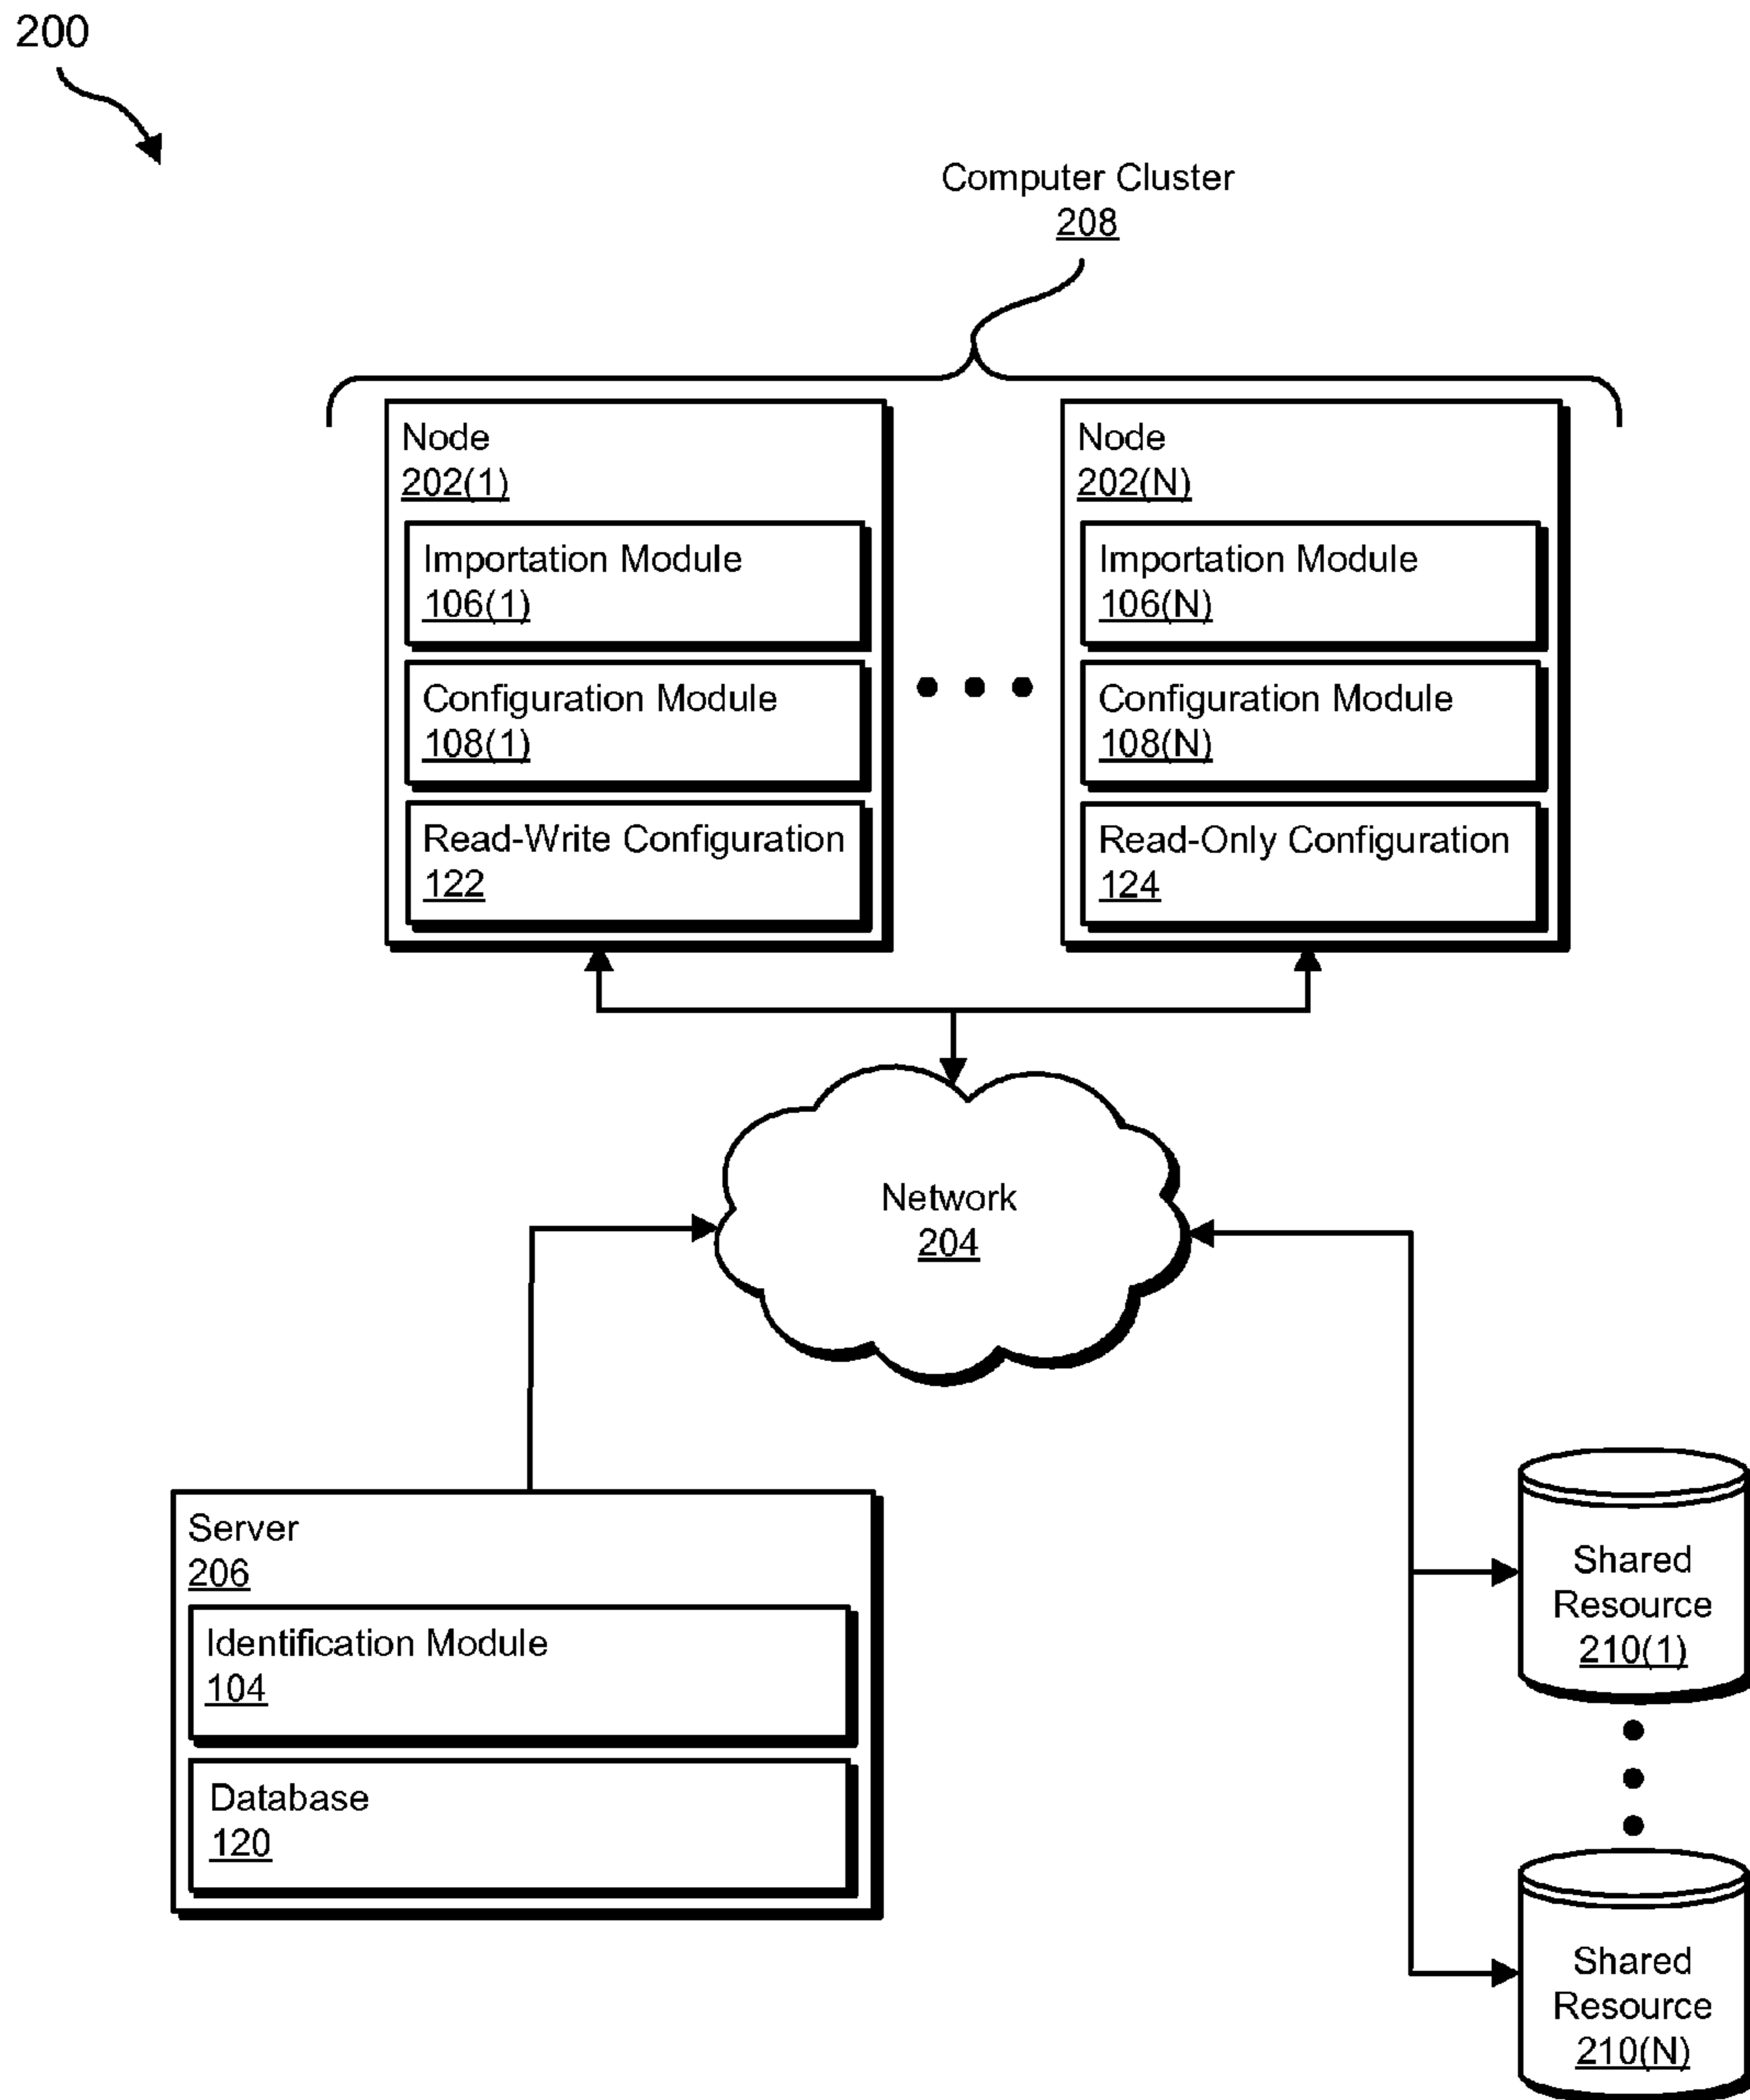 200
Computer Cluster
208
Node
202(1)
Importation Module
106(1)
Configuration Module
108(1)
Read-Write Configuration
122
Node
202(N)
Importation Module
106(N)
Configuration Module
108(N)
Read-Only Configuration
124
Network
204
Server
206
Identification Module
104
Database
120
Shared
Resource
210(1)
Shared
Resource
210(N)